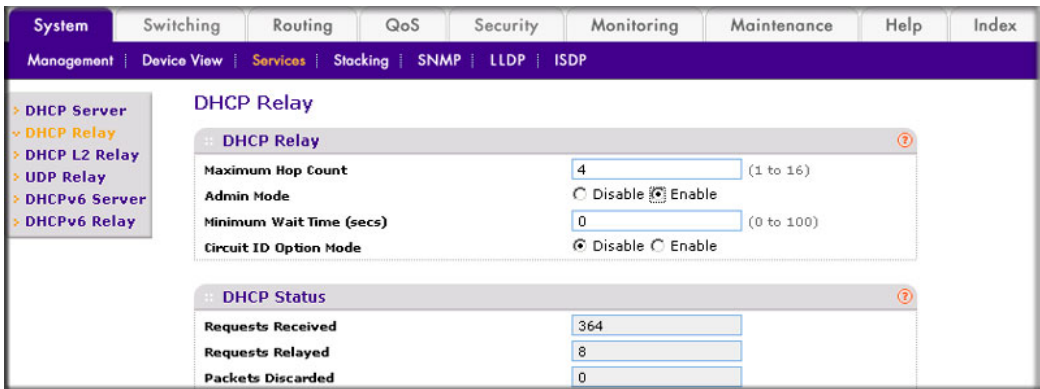 System Switching Routing QoS Security Monitoring Maintenance Help Index
Management Device View Services Stacking SNMP LLDP ISDP
DHCP Server
DHCP Relay
DHCP L2 Relay
UDP Relay
DHCPv6 Server
DHCPv6 Relay
DHCP Relay
DHCP Relay ?
Maximum Hop Count 4 (1 to 16)
Admin Mode Disable Enable
Minimum Wait Time (secs) 0 (0 to 100)
Circuit ID Option Mode Disable Enable
DHCP Status ?
Requests Received 364
Requests Relayed 8
Packets Discarded 0